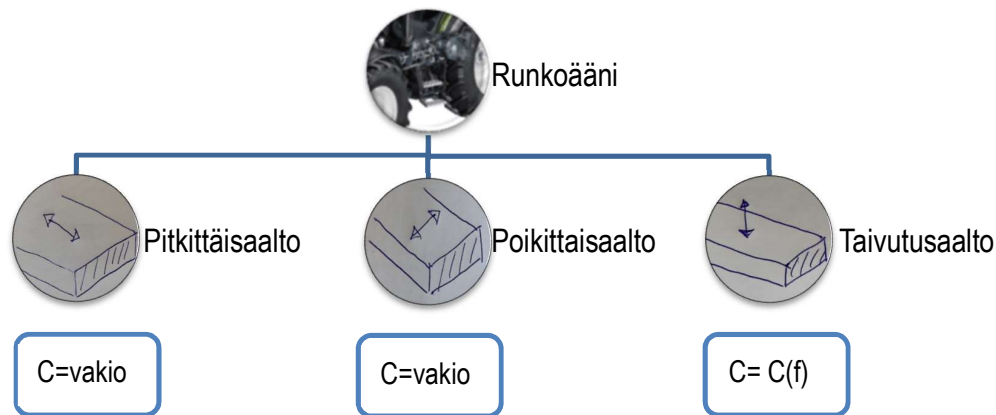 Runkoääni
Pitkittäisaalto
Poikittaisaalto
Taivutusaalto
C=vakio
C=vakio
C= C(f)